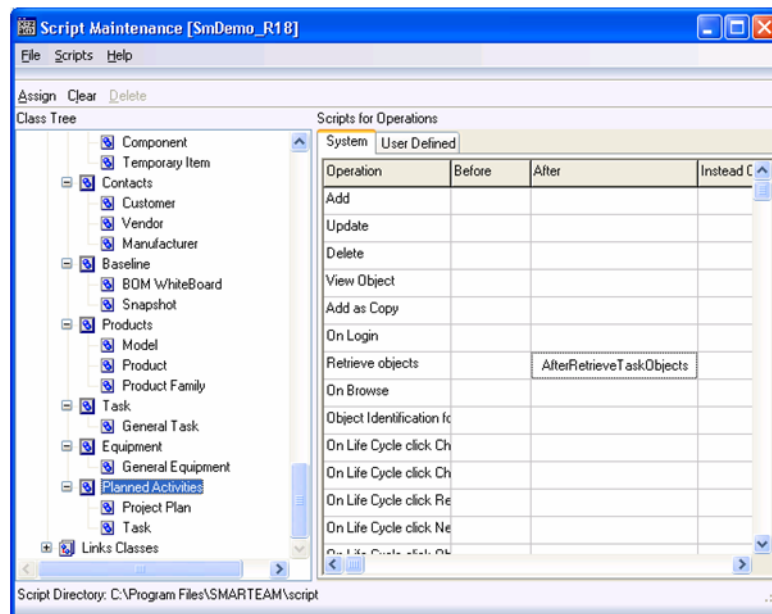 Script Maintenance [SmDemo_R18]
File Scripts Help
Assign Clear Delete
Class Tree
Component
Temporary Item
Contacts
Customer
Vendor
Manufacturer
Baseline
BOM WhiteBoard
Snapshot
Products
Model
Product
Product Family
Task
General Task
Equipment
General Equipment
Planned Activities
Project Plan
Task
Links Classes
Scripts for Operations
System User Defined
Operation Before After Instead
Add
Update
Delete
View Object
Add as Copy
On Login
Retrieve objects AfterRetrieveTaskObjects
On Browse
Object Identification fo
On Life Cycle click Ch
On Life Cycle click Ch
On Life Cycle click Re
On Life Cycle click Ne
Script Directory: C:\Program Files\SMARTEAM\script